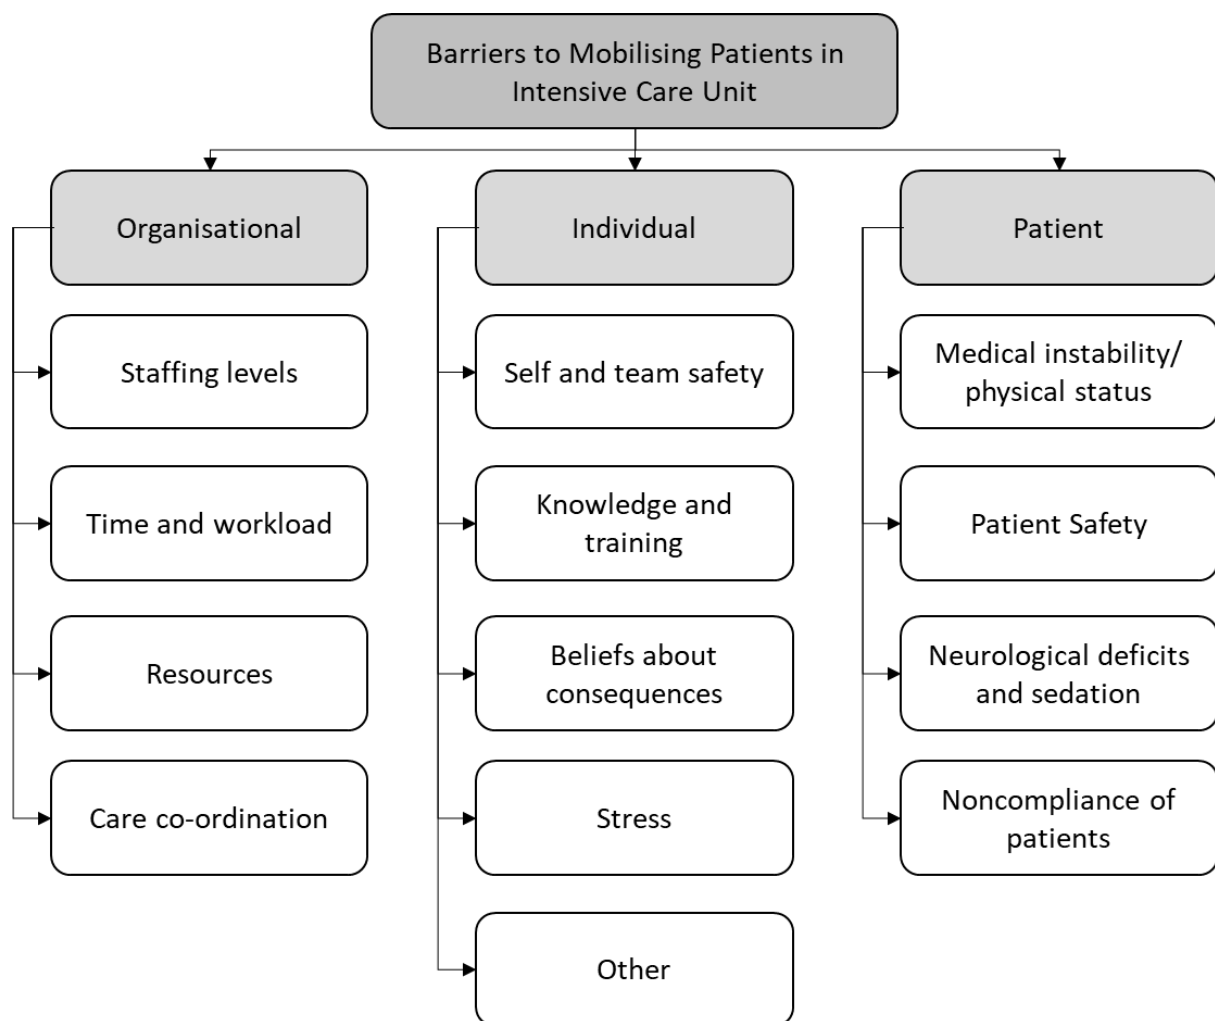 Barriers to Mobilising Patients in
Intensive Care Unit
Organisational
Staffing levels
Time and workload
Resources
Care co-ordination
Individual
Self and team safety
Knowledge and
training
Beliefs about
consequences
Stress
Other
Patient
Medical instability/
physical status
Patient Safety
Neurological deficits
and sedation
Noncompliance of
patients